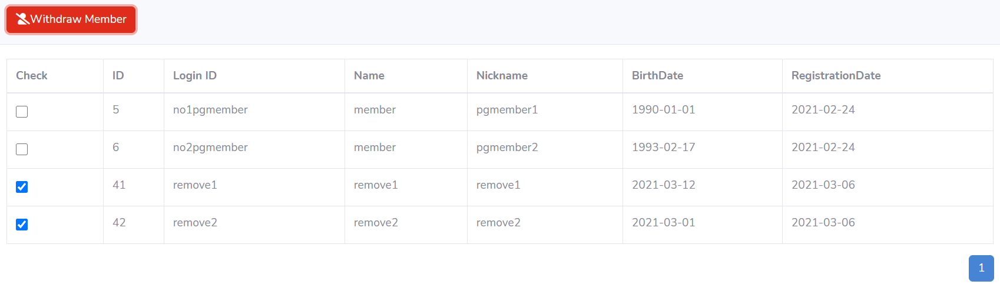 Withdraw Member
Check ID Login ID Name Nickname BirthDate RegistrationDate
5 no1pgmember member pgmember1 1990-01-01 2021-02-24
6 no2pgmember member pgmember2 1993-02-17 2021-02-24
41 remove1 remove1 remove1 2021-03-12 2021-03-06
42 remove2 remove2 remove2 2021-03-01 2021-03-06
1